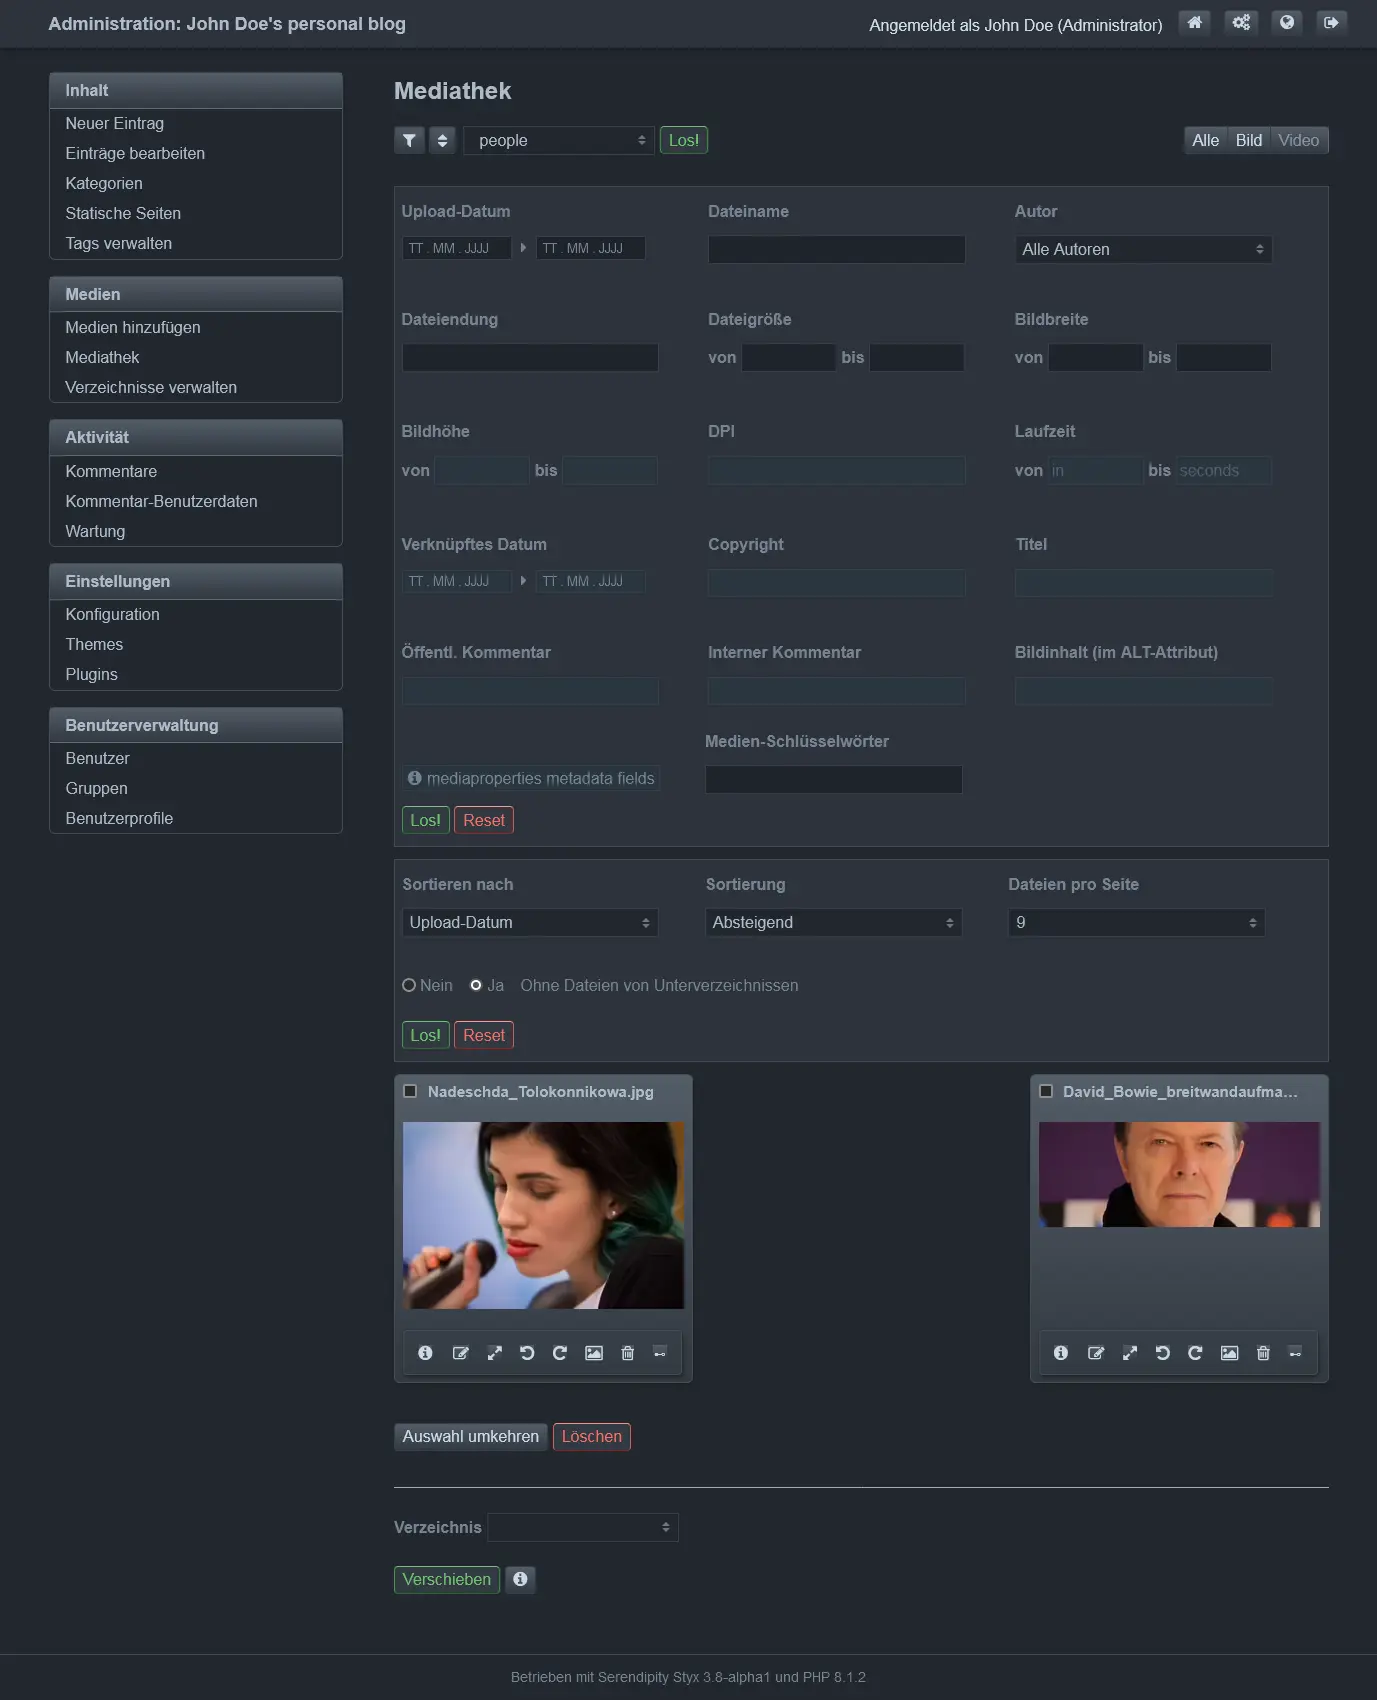 Administration: John Doe's personal blog
Angemeldet als John Doe (Administrator)
Inhalt
Neuer Eintrag
Einträge bearbeiten
Kategorien
Statische Seiten
Tags verwalten
Medien
Medien hinzufügen
Mediathek
Verzeichnisse verwalten
Aktivität
Kommentare
Kommentar-Benutzerdaten
Wartung
Einstellungen
Konfiguration
Themes
Plugins
Benutzerverwaltung
Benutzer
Gruppen
Benutzerprofile
Mediathek
people Los!
Alle Bild Video
Upload-Datum Dateiname Autor
TT . MM . JJJJ TT . MM . JJJJ Alle Autoren
Dateiendung Dateigröße Bildbreite
von bis von bis
Bildhöhe DPI Laufzeit
von bis von in bis seconds
Verknüpftes Datum Copyright Titel
TT . MM . JJJJ TT . MM . JJJJ
Öffentl. Kommentar Interner Kommentar Bildinhalt (im ALT-Attribut)
Medien-Schlüsselwörter
mediaproperties metadata fields
Los! Reset
Sortieren nach Sortierung Dateien pro Seite
Upload-Datum Absteigend 9
Nein Ja Ohne Dateien von Unterverzeichnissen
Los! Reset
Nadeschda_Tolokonnikowa.jpg David_Bowie_breitwandaufma...
Auswahl umkehren Löschen
Verzeichnis
Verschieben
Betrieben mit Serendipity Styx 3.8-alpha1 und PHP 8.1.2